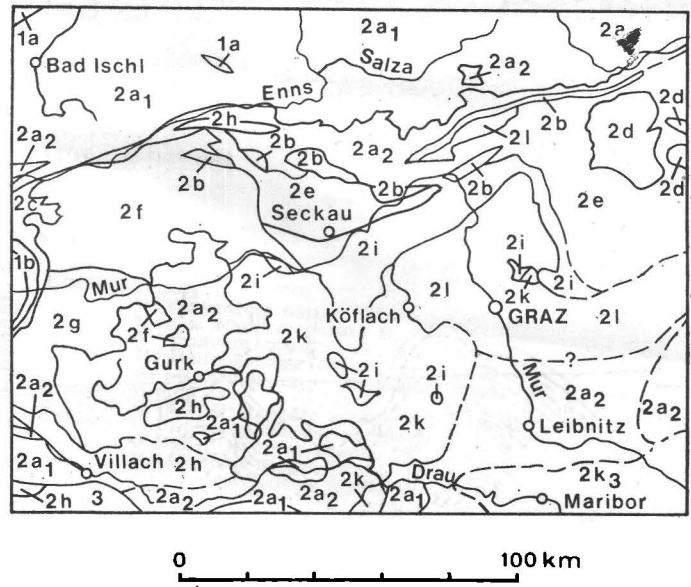 2a1 2a
1a 1a Salza 2a2
Bad Ischl
2a1 Enns
2h 2l 2b 2d 2d
2a2 2b 2b 2a2
2b 2e 2b 2b 2d
2c 2f Seckau 2e
2i 2i
1b Mur 2i 2l 2k 2i
2a2 Köflach GRAZ 2l
2g 2f 2k
Gurk 2i 2i ?
2a2 2h 2k Mur 2a2 2a2
2a1 Leibnitz
2a1 Villach 2h 2a1
2h 3 2a2 2a1 2a2 2k 2a1 Drau 2k3
Maribor
0 100 km